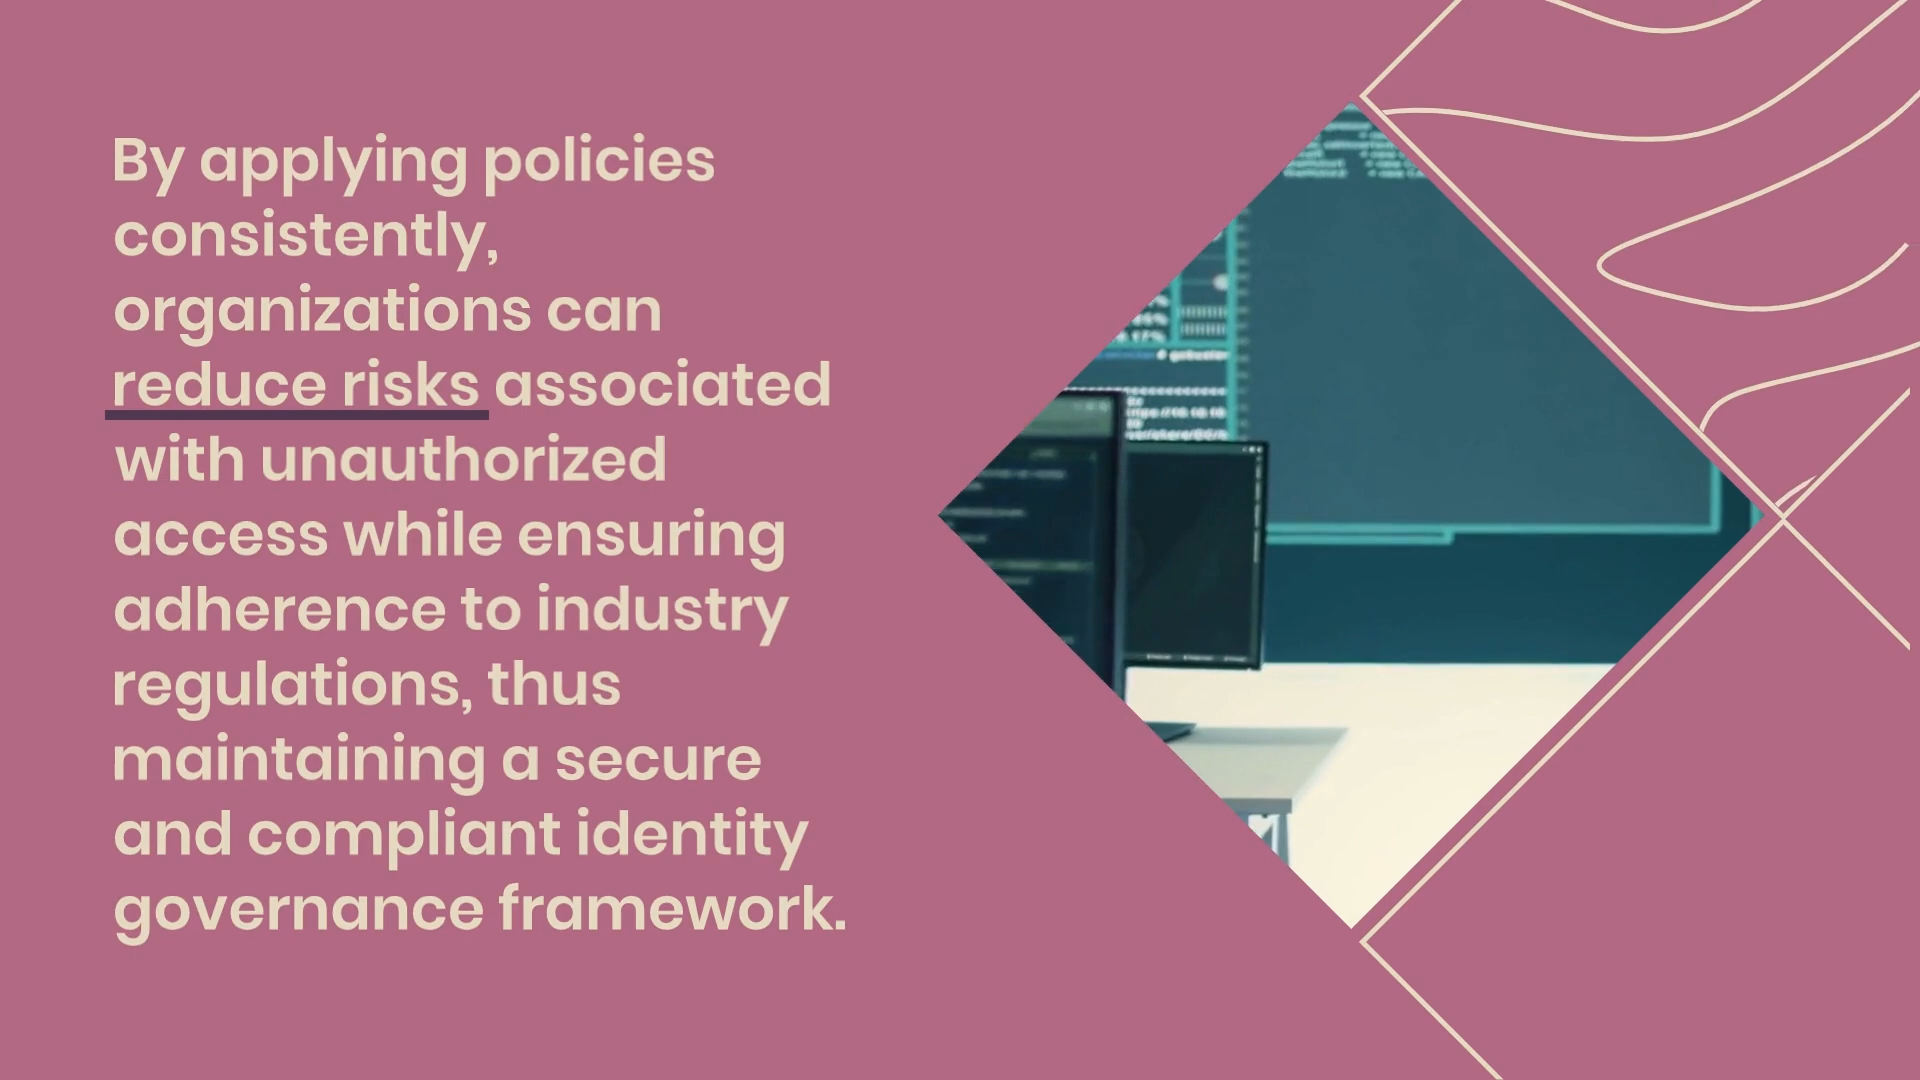 By applying policies
consistently,
organizations can
reduce risks associated
with unauthorized
access while ensuring
adherence to industry
regulations, thus
maintaining a secure
and compliant identity
governance framework.